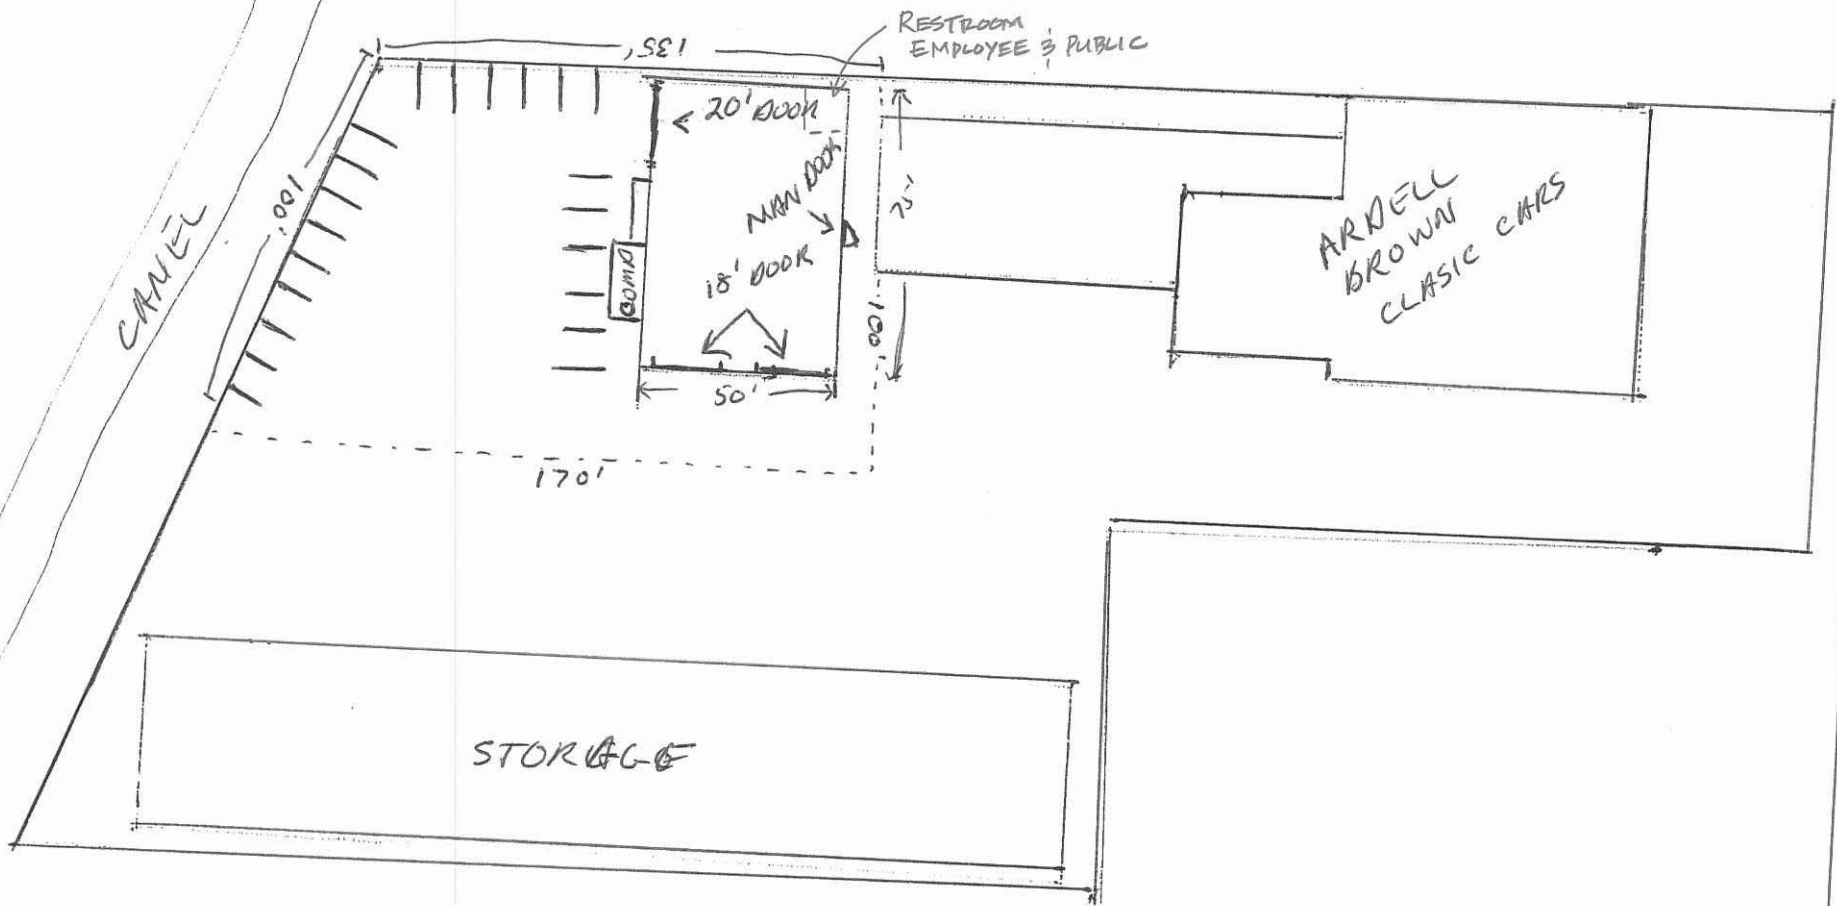 RESTROOM
EMPLOYEE & PUBLIC
135'
20' DOOR
MAN DOOR
75'
18' DOOR
100'
100'
50'
170'
CANEL
ARDELL
BROWN
CLASIC CARS
STORAGE